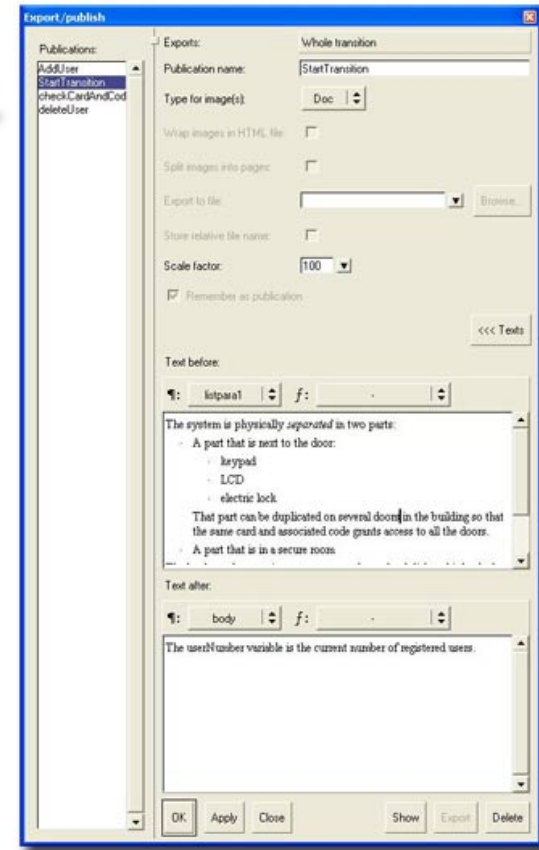 Export/publish
Publications:
AddUser
StartTransition
checkCardAndCod
deleteUser
Exports: Whole transition
Publication name: StartTransition
Type for image(s): Doc
Wrap images in HTML file:
Split images into pages:
Export to file: Browse...
Store relative file name:
Scale factor: 100
Remember as publication
<<< Texts
Text before:
¶: listpara1 f: -
The system is physically separated in two parts:
- A part that is next to the door:
- keypad
- LCD
- electric lock
That part can be duplicated on several doors in the building so that
the same card and associated code grants access to all the doors.
- A part that is in a secure room
Text after:
¶: body f: -
The userNumber variable is the current number of registered users.
OK Apply Close Show Export Delete